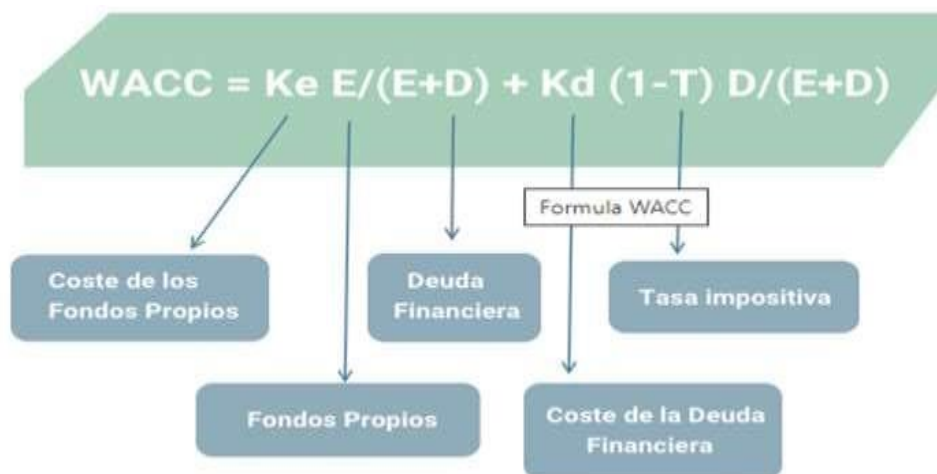 WACC = Ke E/(E+D) + Kd (1-T) D/(E+D)
Formula WACC
Coste de los
Fondos Propios
Deuda
Financiera
Tasa impositiva
Fondos Propios
Coste de la Deuda
Financiera